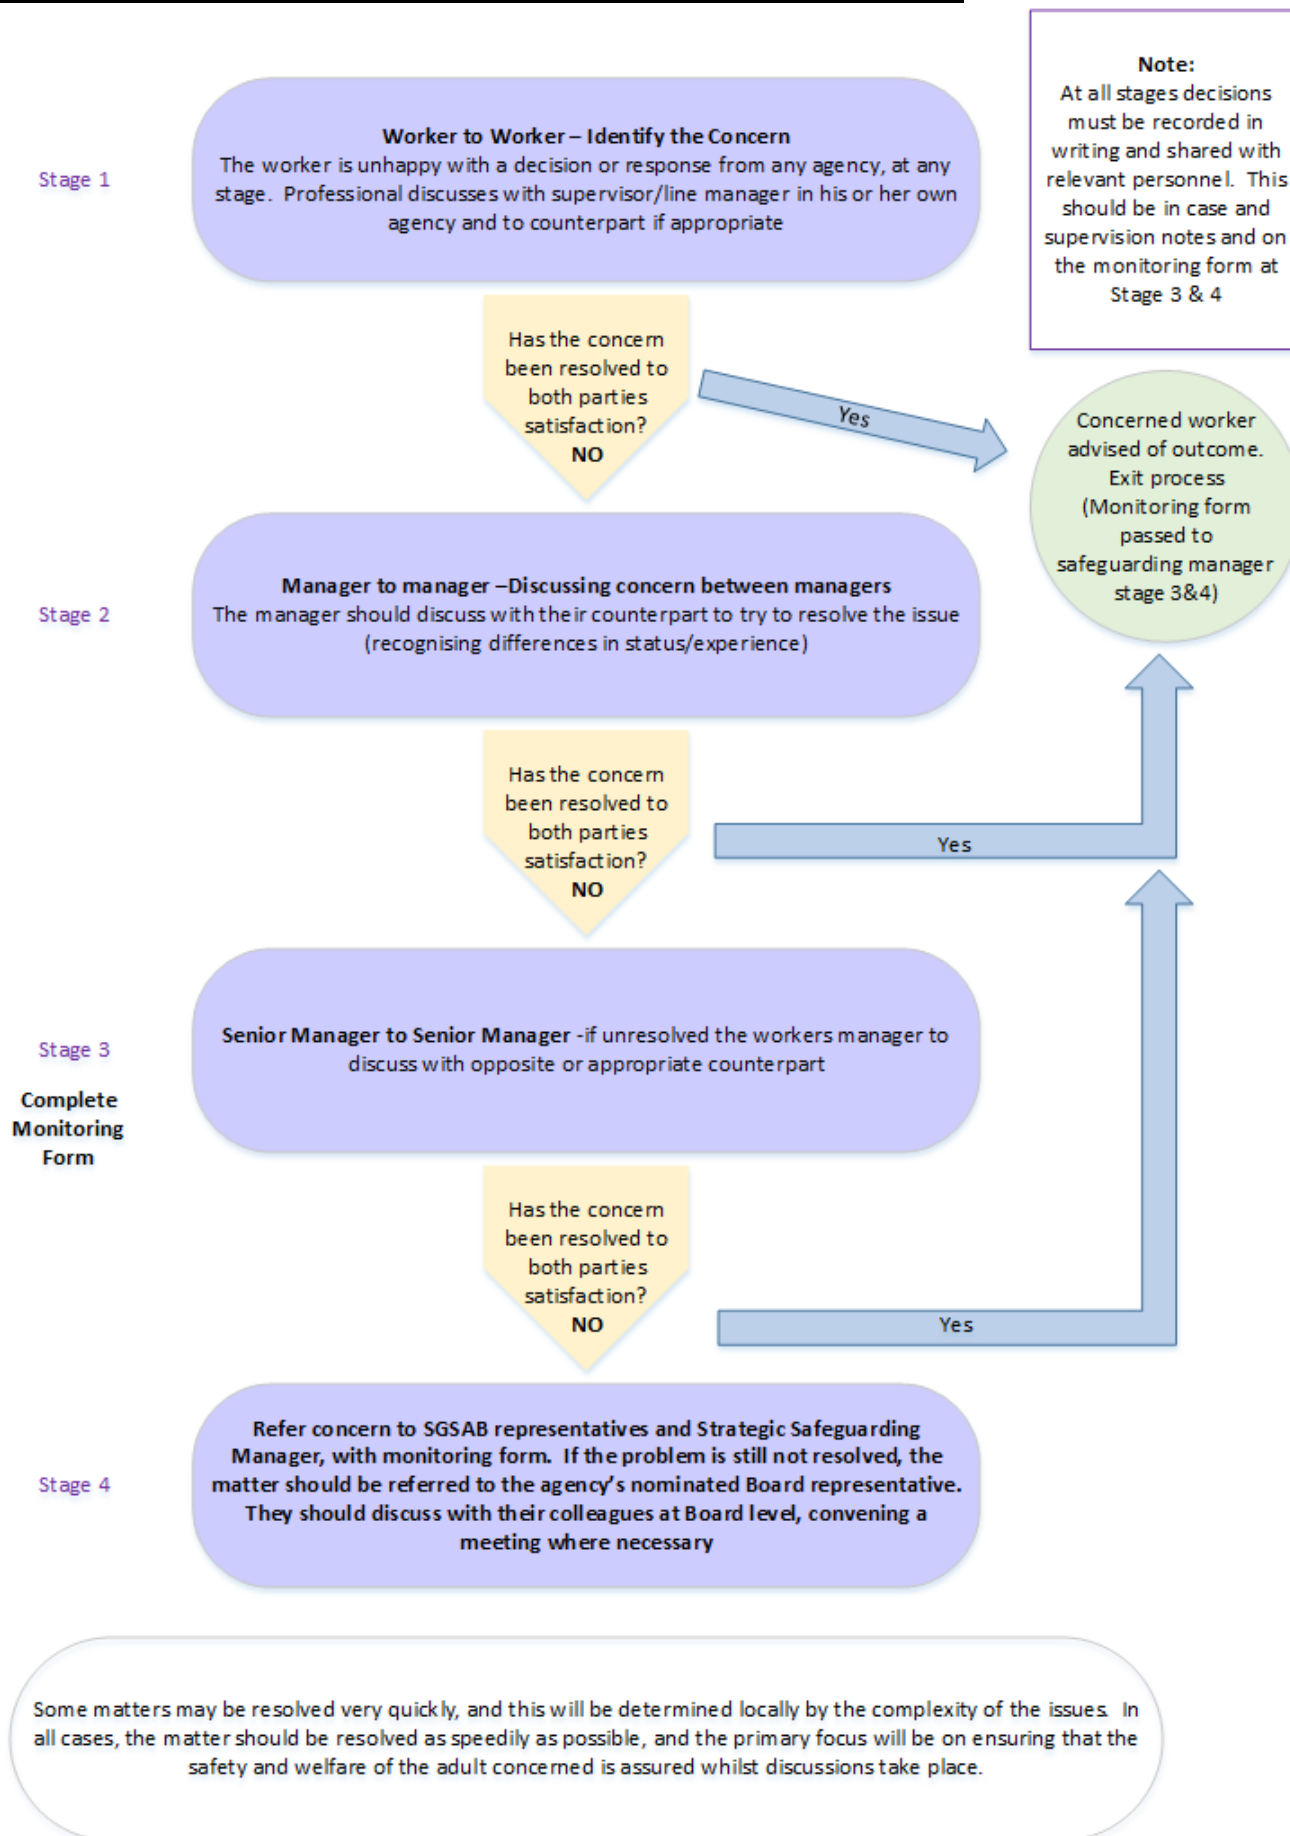 Note:
At all stages decisions
must be recorded in
writing and shared with
relevant personnel. This
should be in case and
supervision notes and on
the monitoring form at
Stage 3 & 4
Stage 1
Worker to Worker – Identify the Concern
The worker is unhappy with a decision or response from any agency, at any
stage. Professional discusses with supervisor/line manager in his or her own
agency and to counterpart if appropriate
Has the concern
been resolved to
both parties
satisfaction?
NO
Yes
Concerned worker
advised of outcome.
Exit process
(Monitoring form
passed to
safeguarding manager
stage 3&4)
Stage 2
Manager to manager –Discussing concern between managers
The manager should discuss with their counterpart to try to resolve the issue
(recognising differences in status/experience)
Has the concern
been resolved to
both parties
satisfaction?
NO
Yes
Stage 3
Complete
Monitoring
Form
Senior Manager to Senior Manager -if unresolved the workers manager to
discuss with opposite or appropriate counterpart
Has the concern
been resolved to
both parties
satisfaction?
NO
Yes
Stage 4
Refer concern to SGSAB representatives and Strategic Safeguarding
Manager, with monitoring form. If the problem is still not resolved, the
matter should be referred to the agency's nominated Board representative.
They should discuss with their colleagues at Board level, convening a
meeting where necessary
Some matters may be resolved very quickly, and this will be determined locally by the complexity of the issues. In
all cases, the matter should be resolved as speedily as possible, and the primary focus will be on ensuring that the
safety and welfare of the adult concerned is assured whilst discussions take place.